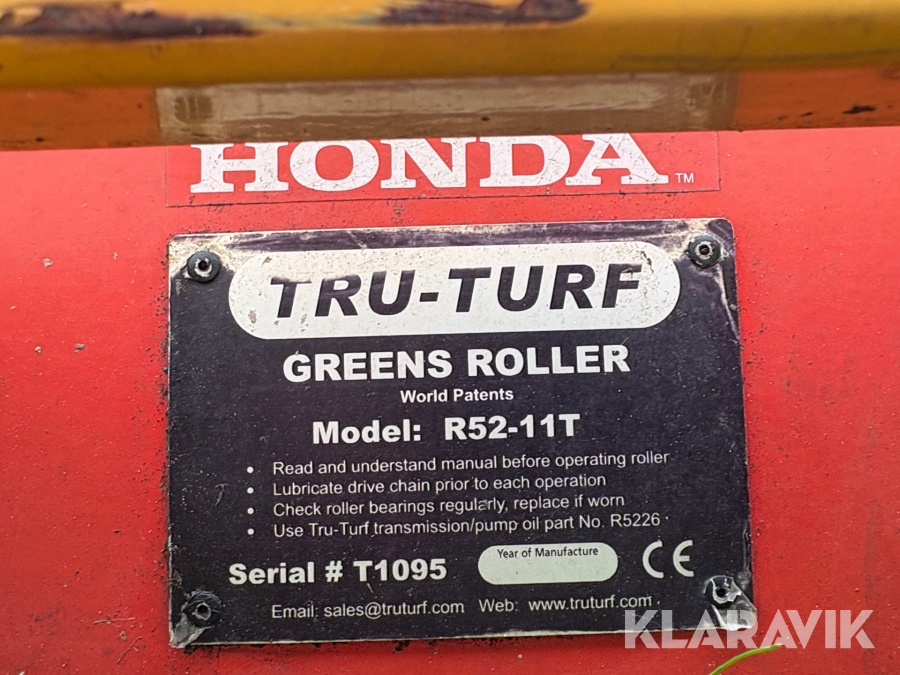 HONDA™
TRU-TURF
GREENS ROLLER
World Patents
Model: R52-11T
• Read and understand manual before operating roller
• Lubricate drive chain prior to each operation
• Check roller bearings regularly, replace if worn
• Use Tru-Turf transmission/pump oil part No. R5226
Year of Manufacture
Serial # T1095 CE
Email: sales@truturf.com Web: www.truturf.com
KLARAVIK